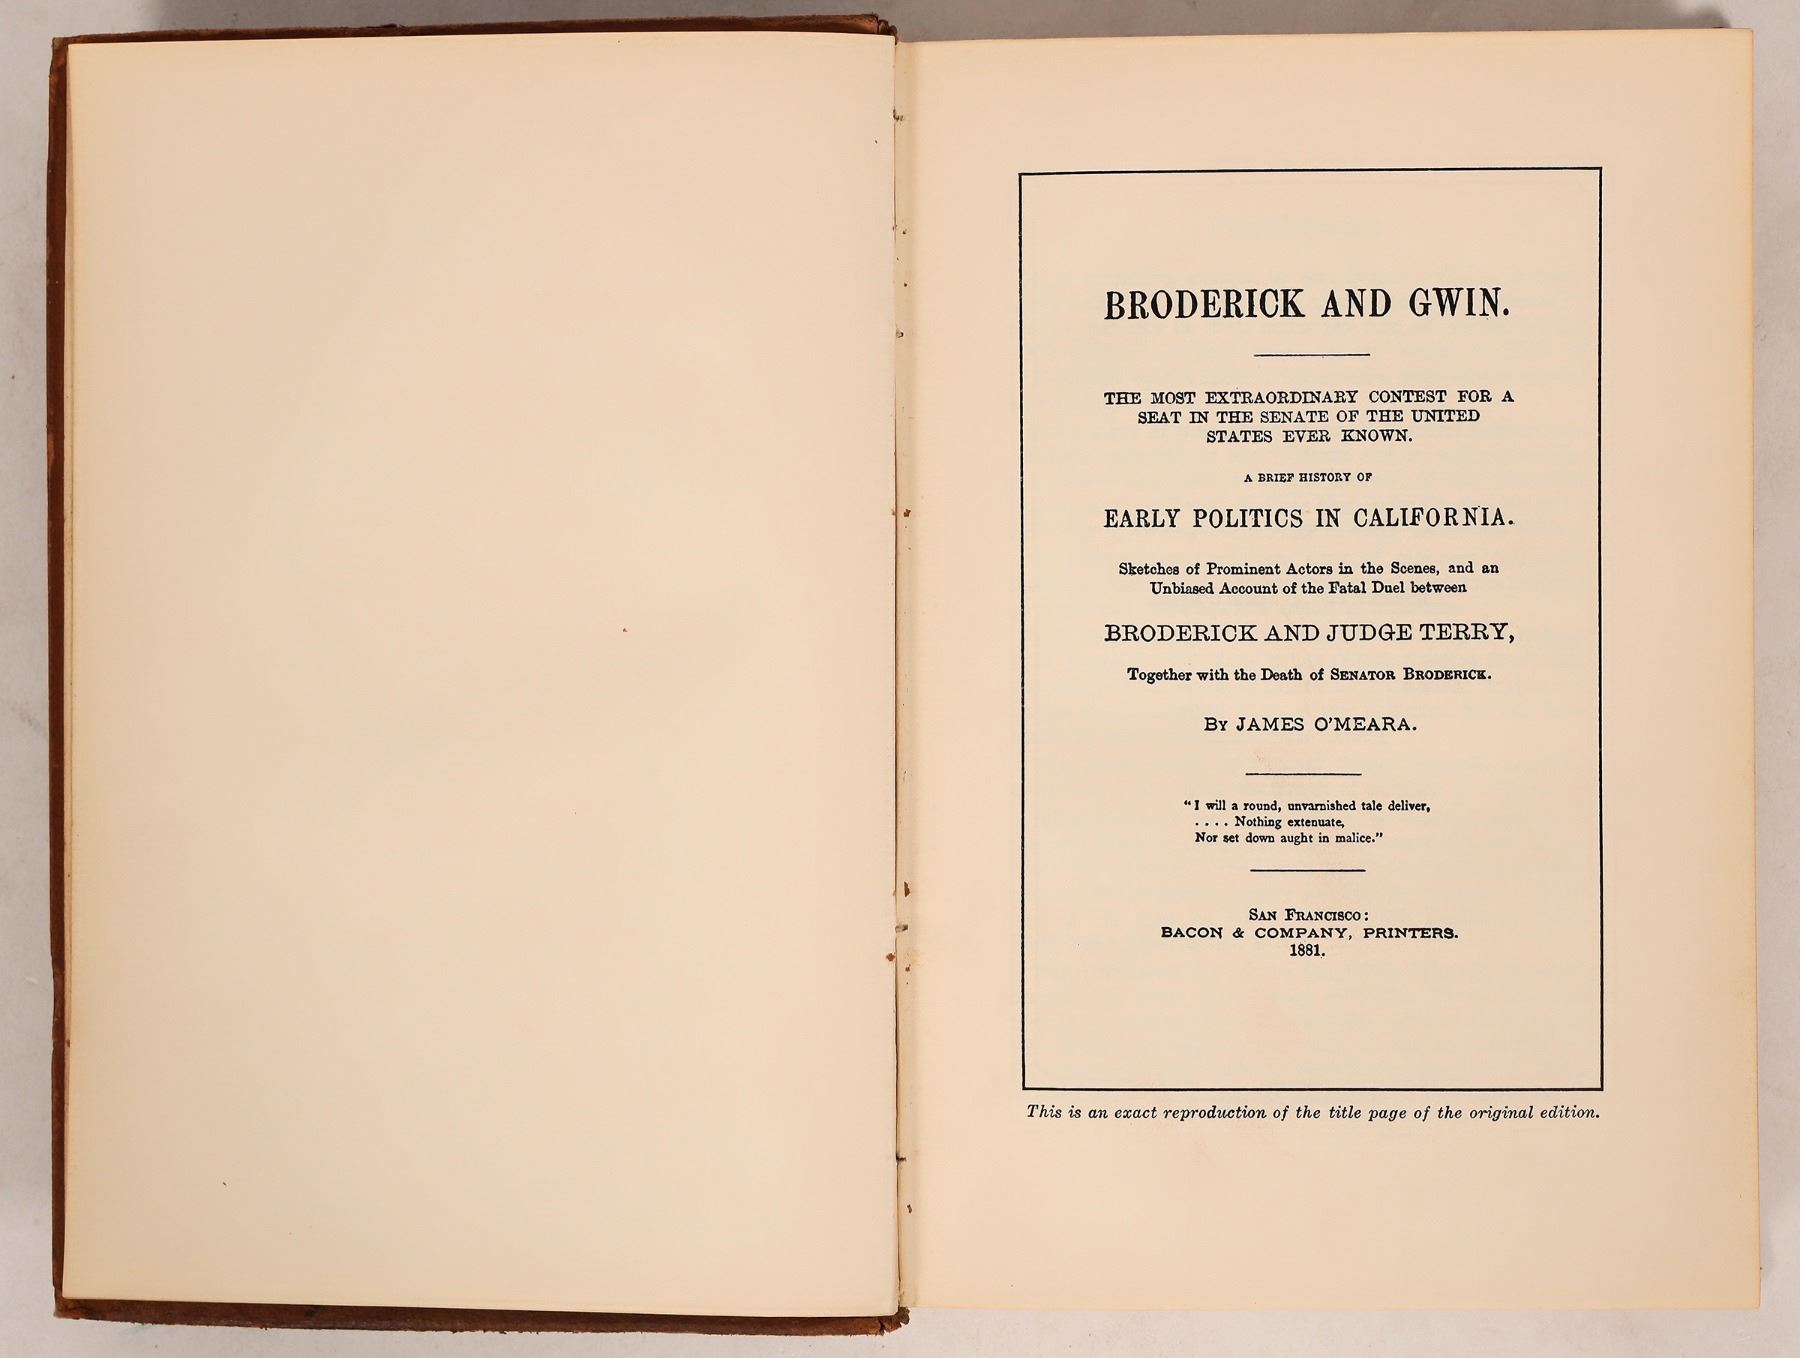 BRODERICK AND GWIN.
THE MOST EXTRAORDINARY CONTEST FOR A
SEAT IN THE SENATE OF THE UNITED
STATES EVER KNOWN.
A BRIEF HISTORY OF
EARLY POLITICS IN CALIFORNIA.
Sketches of Prominent Actors in the Scenes, and an
Unbiased Account of the Fatal Duel between
BRODERICK AND JUDGE TERRY,
Together with the Death of SENATOR BRODERICK.
BY JAMES O'MEARA.
"I will a round, unvarnished tale deliver,
. . . . Nothing extenuate,
Nor set down aught in malice."
SAN FRANCISCO:
BACON & COMPANY, PRINTERS.
1881.
This is an exact reproduction of the title page of the original edition.